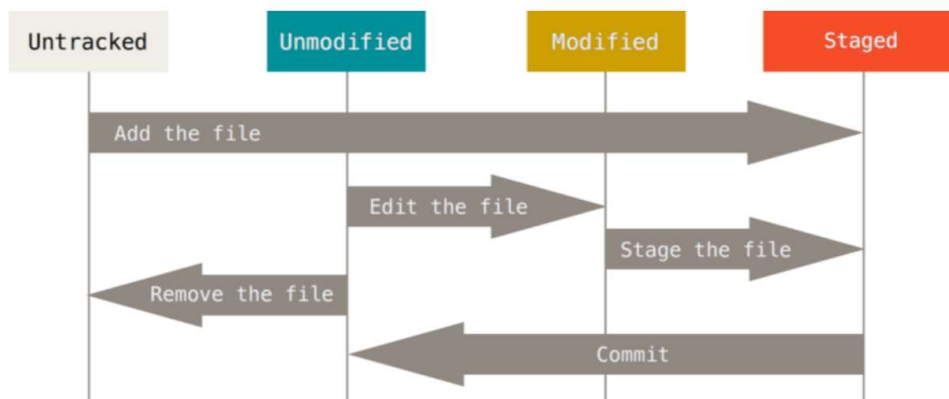 Untracked
Unmodified
Modified
Staged
Add the file
Edit the file
Stage the file
Remove the file
Commit